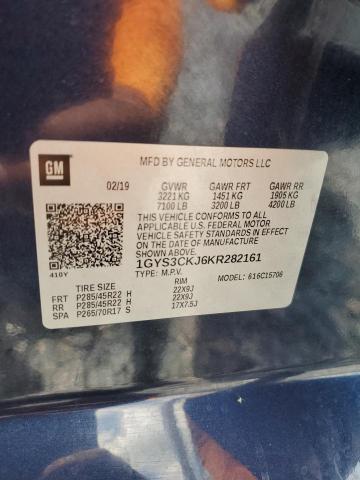 GM
MFD BY GENERAL MOTORS LLC
02/19 GVWR GAWR FRT GAWR RR
3221 KG 1451 KG 1905 KG
7100 LB 3200 LB 4200 LB
THIS VEHICLE CONFORMS TO ALL
APPLICABLE U.S. FEDERAL MOTOR
VEHICLE SAFETY STANDARDS IN
EFFECT ON THE DATE OF MANUFACTURE
SHOWN ABOVE.
1GYS3CKJ6KR282161
TYPE: M.P.V. MODEL: 616C15706
410Y
TIRE SIZE RIM
FRT P285/45R22 H 22X9J
RR P285/45R22 H 22X9J
SPA P265/70R17 S 17X7.5J